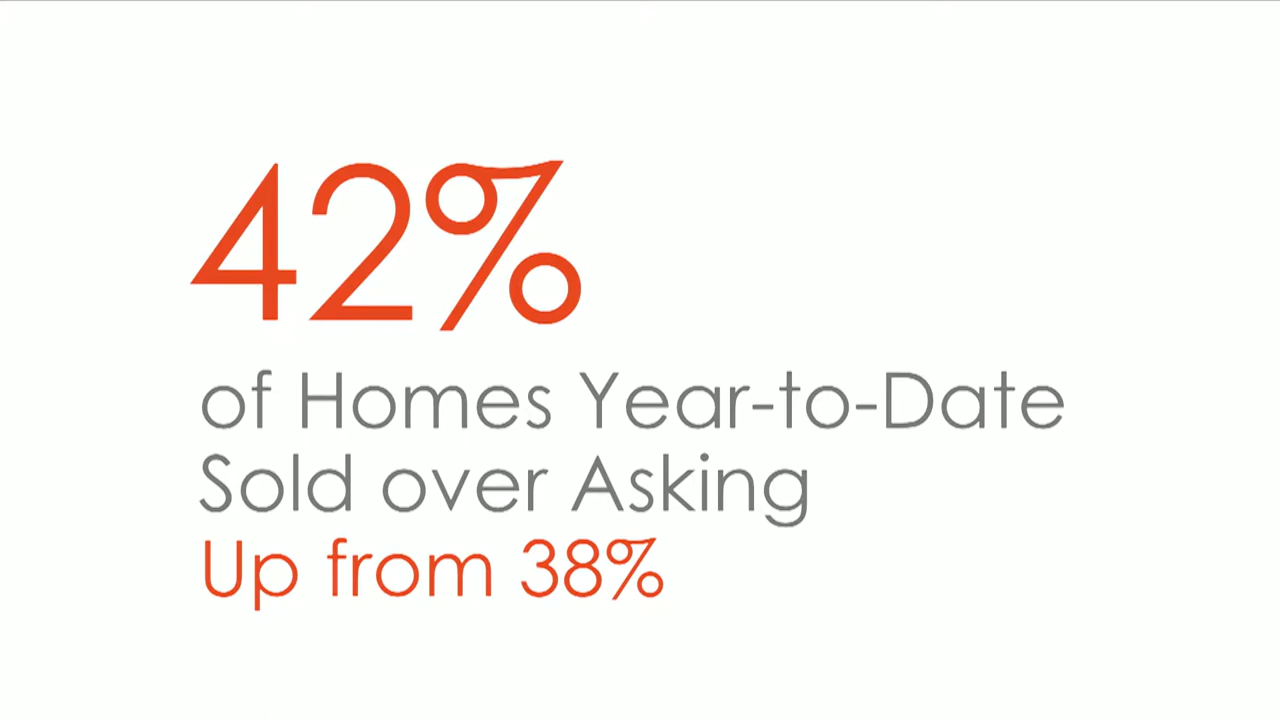 42%
of Homes Year-to-Date
Sold over Asking
Up from 38%